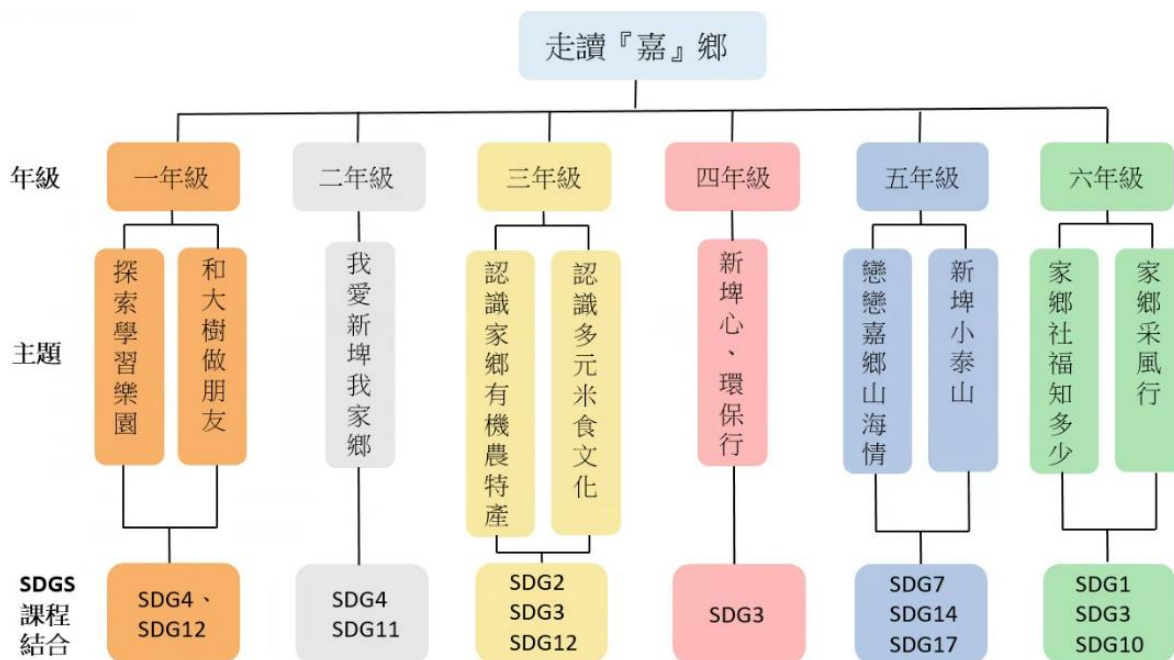 走讀『嘉』鄉
年級
一年級
二年級
三年級
四年級
五年級
六年級
主題
探索學習樂園
和大樹做朋友
我愛新埤我家鄉
認識家鄉有機農特產
認識多元米食文化
新埤心、環保行
戀戀嘉鄉山海情
新埤小泰山
家鄉社福知多少
家鄉采風行
SDGS
課程
結合
SDG4、
SDG12
SDG4
SDG11
SDG2
SDG3
SDG12
SDG3
SDG7
SDG14
SDG17
SDG1
SDG3
SDG10